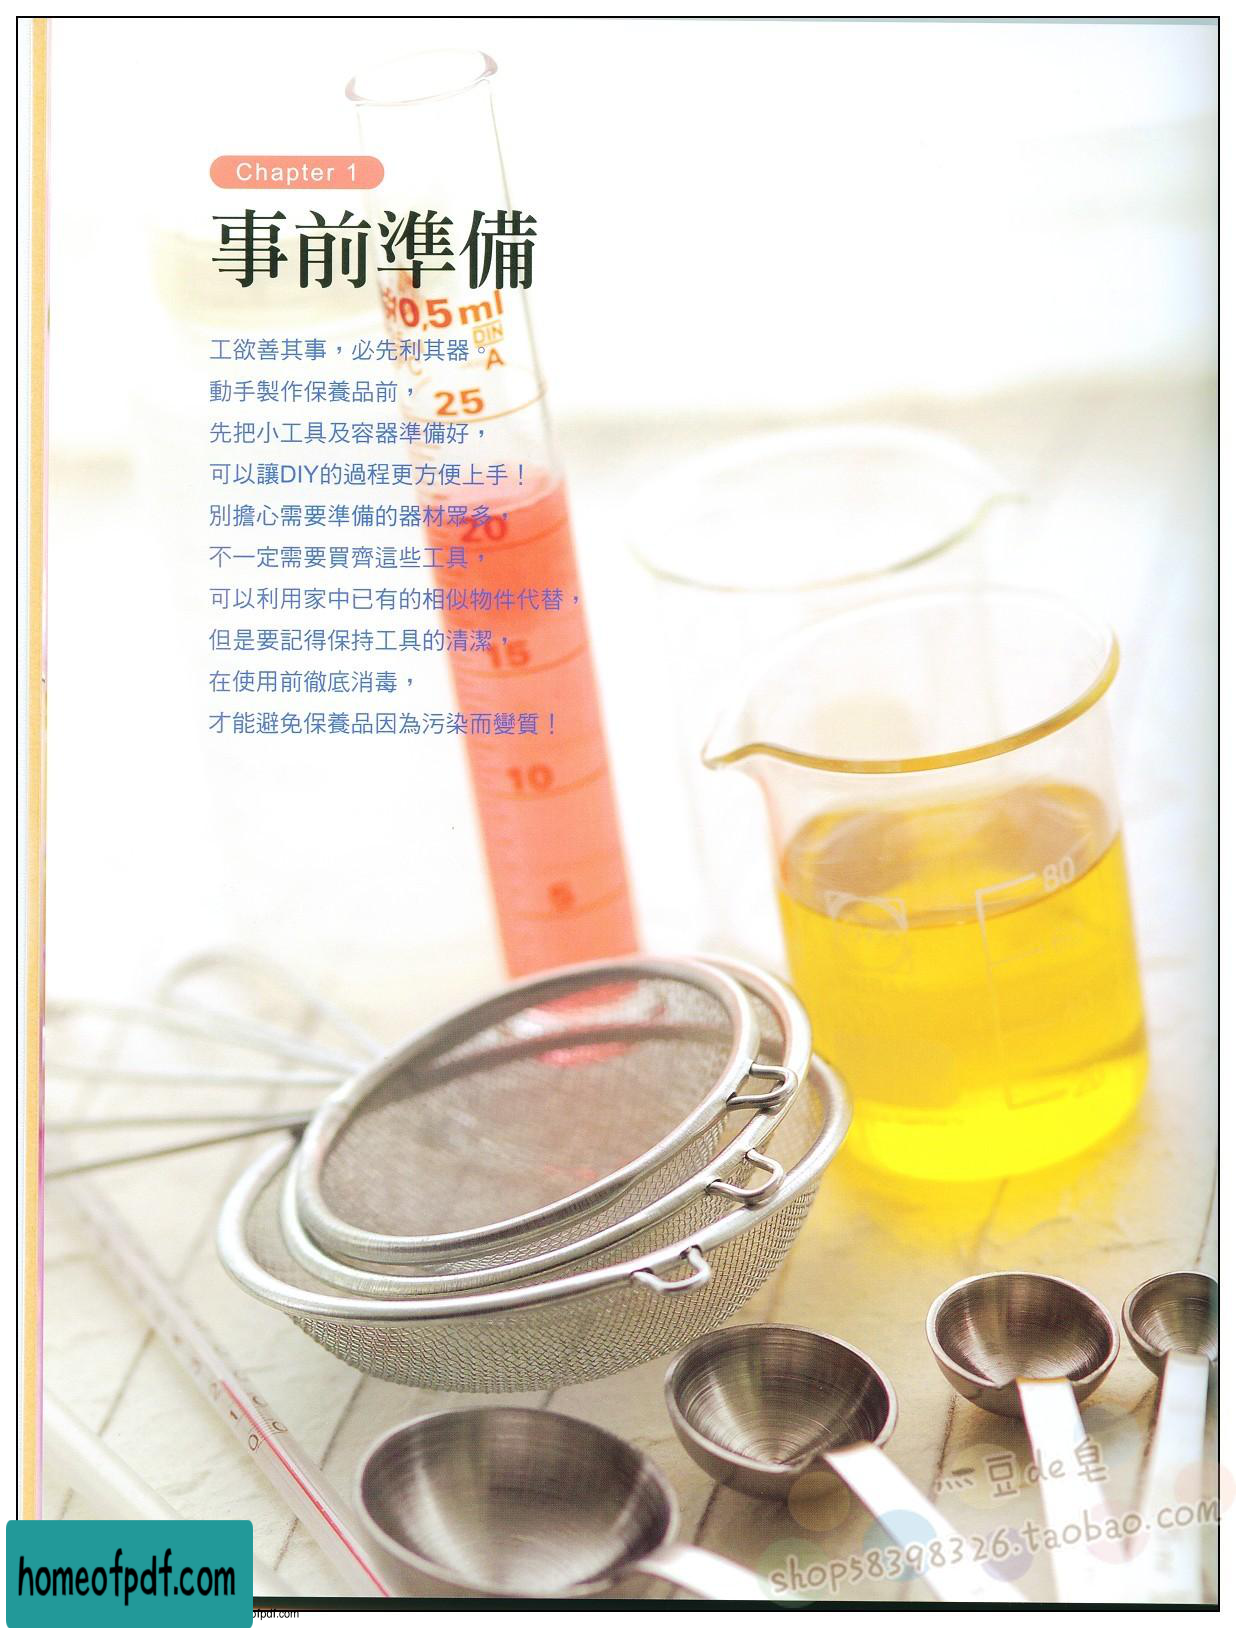 Chapter 1
事前準備
0,5 ml
DIN
A
工欲善其事，必先利其器。
25
動手製作保養品前，
先把小工具及容器準備好，
可以讓DIY的過程更方便上手！
別擔心需要準備的器材眾多，
20
不一定需要買齊這些工具，
可以利用家中已有的相似物件代替，
但是要記得保持工具的清潔，
15
在使用前徹底消毒，
才能避免保養品因為污染而變質！
10
5
80
20
豆de皂
shop58398326.taobao.com
homeofpdf.com
ofpdf.com